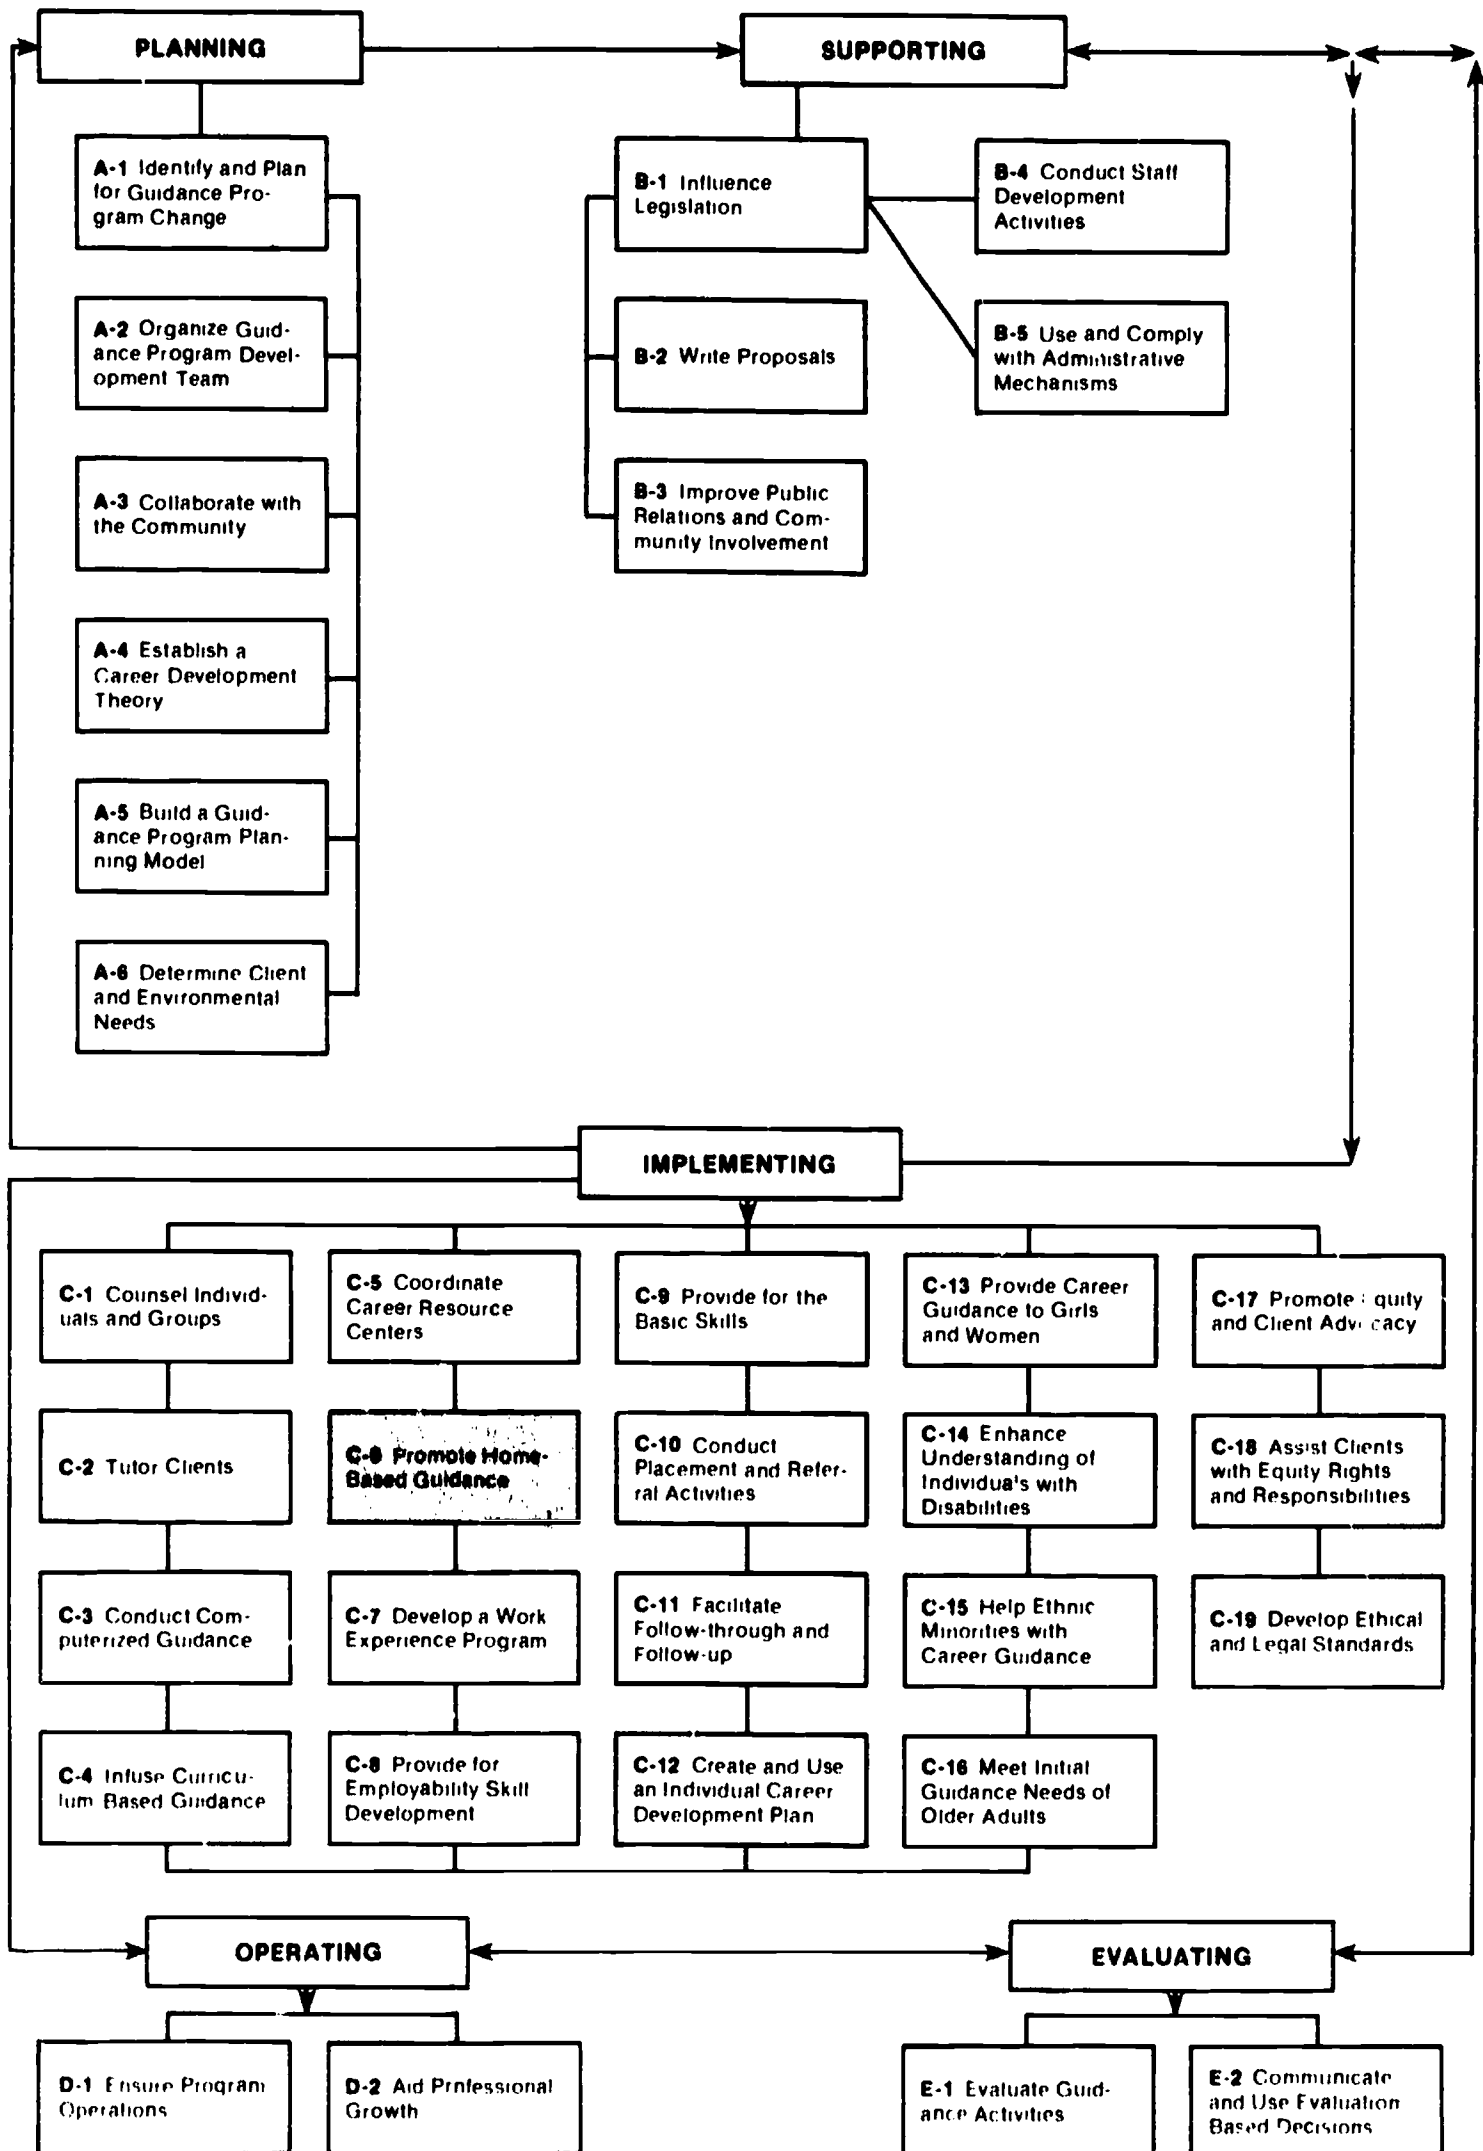 PLANNING
SUPPORTING
A-1 Identify and Plan
for Guidance Pro-
gram Change
A-2 Organize Guid-
ance Program Devel-
opment Team
A-3 Collaborate with
the Community
A-4 Establish a
Career Development
Theory
A-5 Build a Guid-
ance Program Plan-
ning Model
A-6 Determine Client
and Environmental
Needs
B-1 Influence
Legislation
B-2 Write Proposals
B-3 Improve Public
Relations and Com-
munity Involvement
B-4 Conduct Staff
Development
Activities
B-5 Use and Comply
with Administrative
Mechanisms
IMPLEMENTING
C-1 Counsel Individ-
uals and Groups
C-2 Tutor Clients
C-3 Conduct Com-
puterized Guidance
C-4 Infuse Curricu-
lum Based Guidance
C-5 Coordinate
Career Resource
Centers
C-6 Promote Home-
Based Guidance
C-7 Develop a Work
Experience Program
C-8 Provide for
Employability Skill
Development
C-9 Provide for the
Basic Skills
C-10 Conduct
Placement and Refer-
ral Activities
C-11 Facilitate
Follow-through and
Follow-up
C-12 Create and Use
an Individual Career
Development Plan
C-13 Provide Career
Guidance to Girls
and Women
C-14 Enhance
Understanding of
Individua's with
Disabilities
C-15 Help Ethnic
Minorities with
Career Guidance
C-16 Meet Initial
Guidance Needs of
Older Adults
C-17 Promote Equity
and Client Advocacy
C-18 Assist Clients
with Equity Rights
and Responsibilities
C-19 Develop Ethical
and Legal Standards
OPERATING
EVALUATING
D-1 Ensure Program
Operations
D-2 Aid Professional
Growth
E-1 Evaluate Guid-
ance Activities
E-2 Communicate
and Use Evaluation
Based Decisions